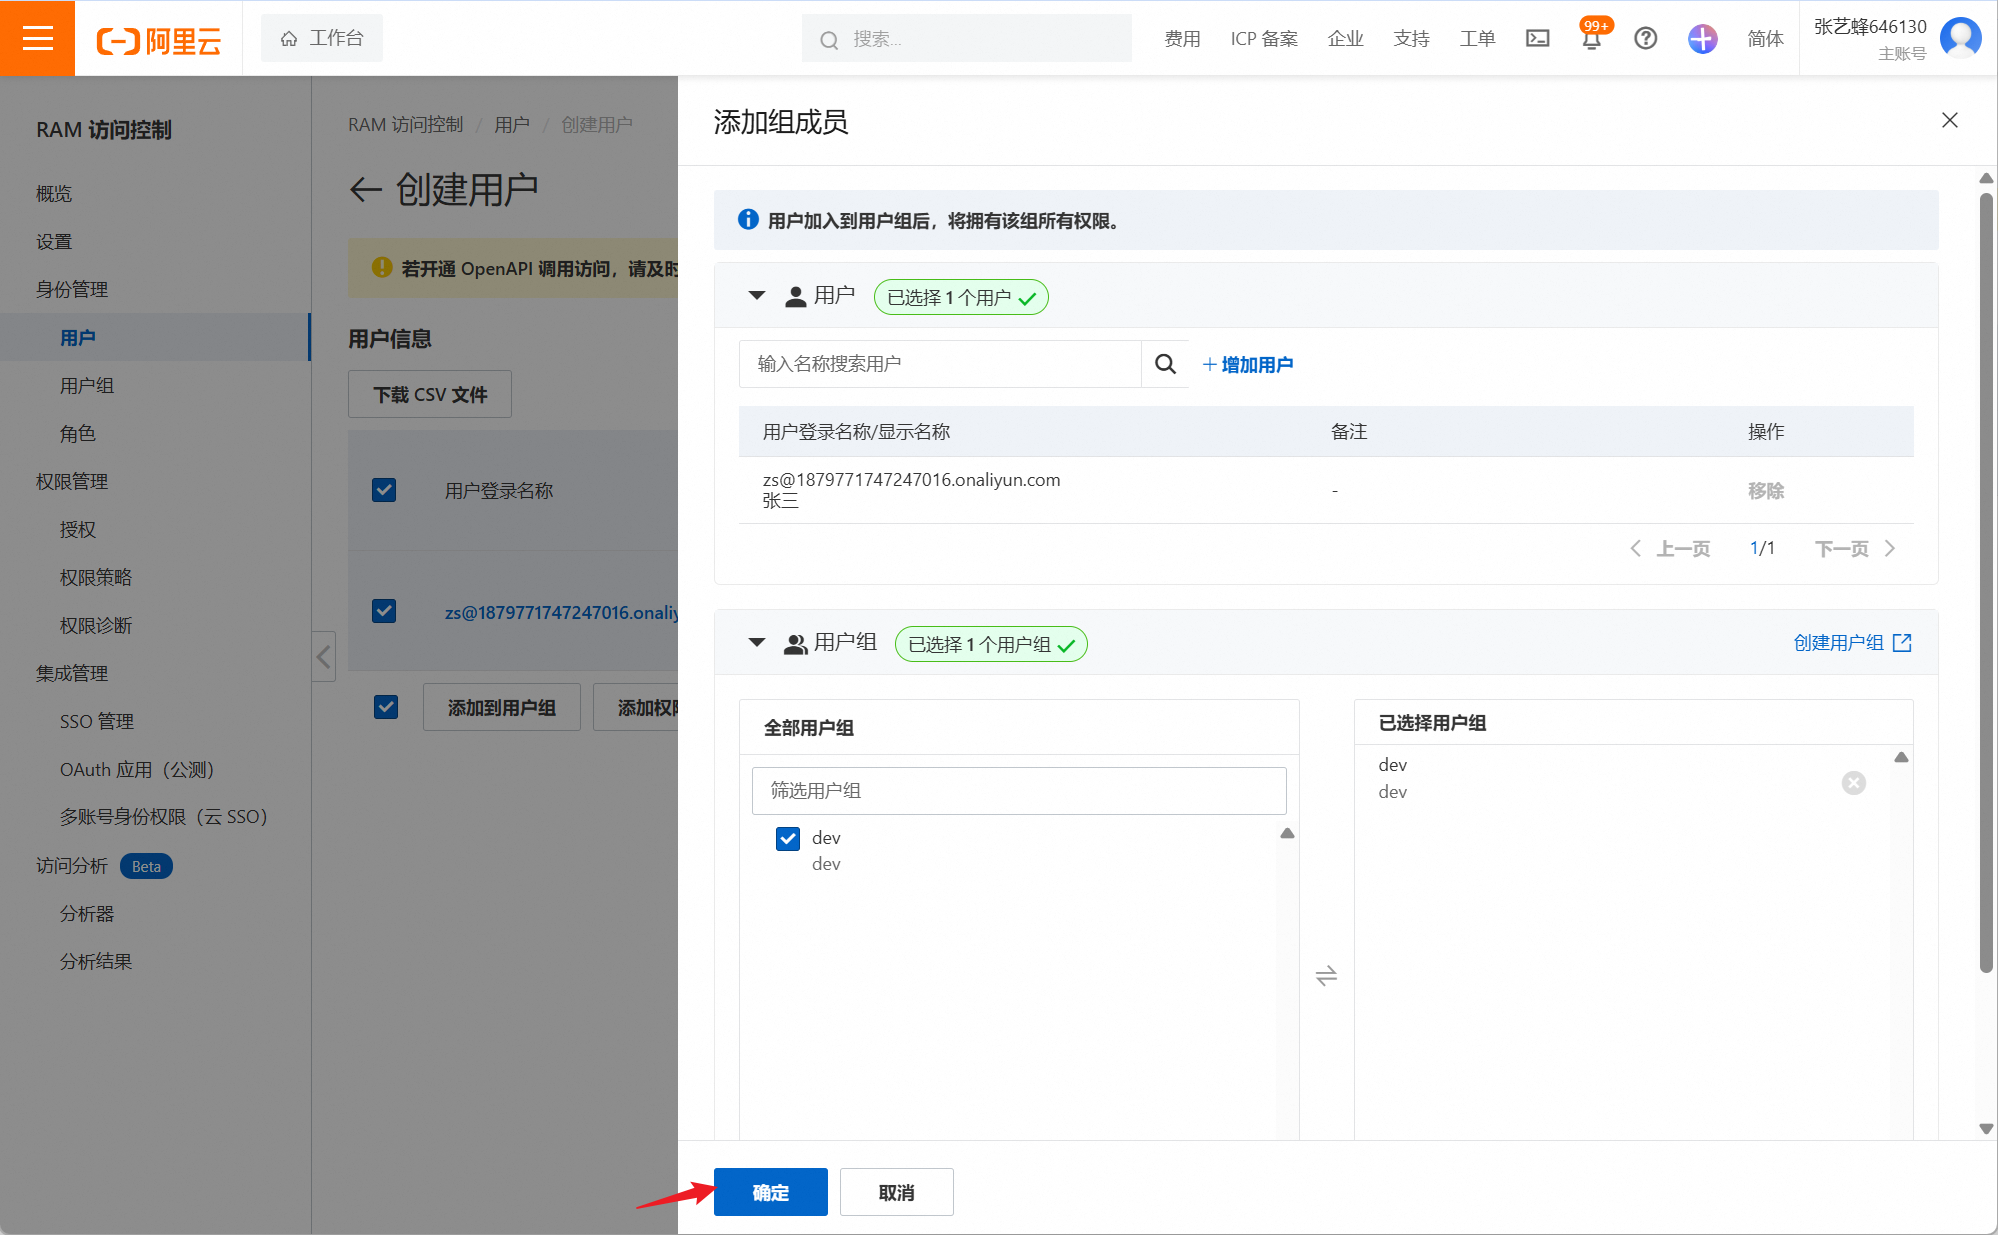 阿里云
工作台
搜索...
费用
ICP 备案
企业
支持
工单
99+
简体
张艺蜂646130
主账号
RAM 访问控制
概览
设置
身份管理
用户
用户组
角色
权限管理
授权
权限策略
权限诊断
集成管理
SSO 管理
OAuth 应用（公测）
多账号身份权限（云 SSO）
访问分析 Beta
分析器
分析结果
RAM 访问控制 / 用户 / 创建用户
创建用户
若开通 OpenAPI 调用访问，请及时
用户信息
下载 CSV 文件
用户登录名称
zs@1879771747247016.onaliy
添加到用户组
添加权限
添加组成员
用户加入到用户组后，将拥有该组所有权限。
用户 已选择 1 个用户
输入名称搜索用户
增加用户
用户登录名称/显示名称 备注 操作
zs@1879771747247016.onaliyun.com
张三
-
移除
上一页 1/1 下一页
用户组 已选择 1 个用户组
创建用户组
全部用户组
筛选用户组
dev
dev
已选择用户组
dev
dev
确定
取消